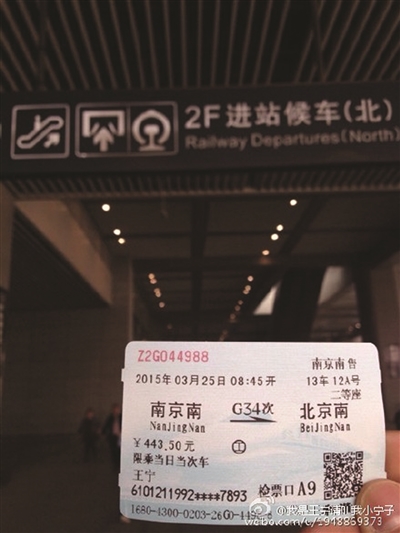 2F进站候车(北)
Railway Departures(North)
Z2G044988
南京南售
2015年03月25日08:45开
13车12A号
二等座
南京南
G34次
北京南
NanJingNan
BeiJingNan
￥443.50元
限乘当日当次车
王宁
6101211992****7893
检票口A9